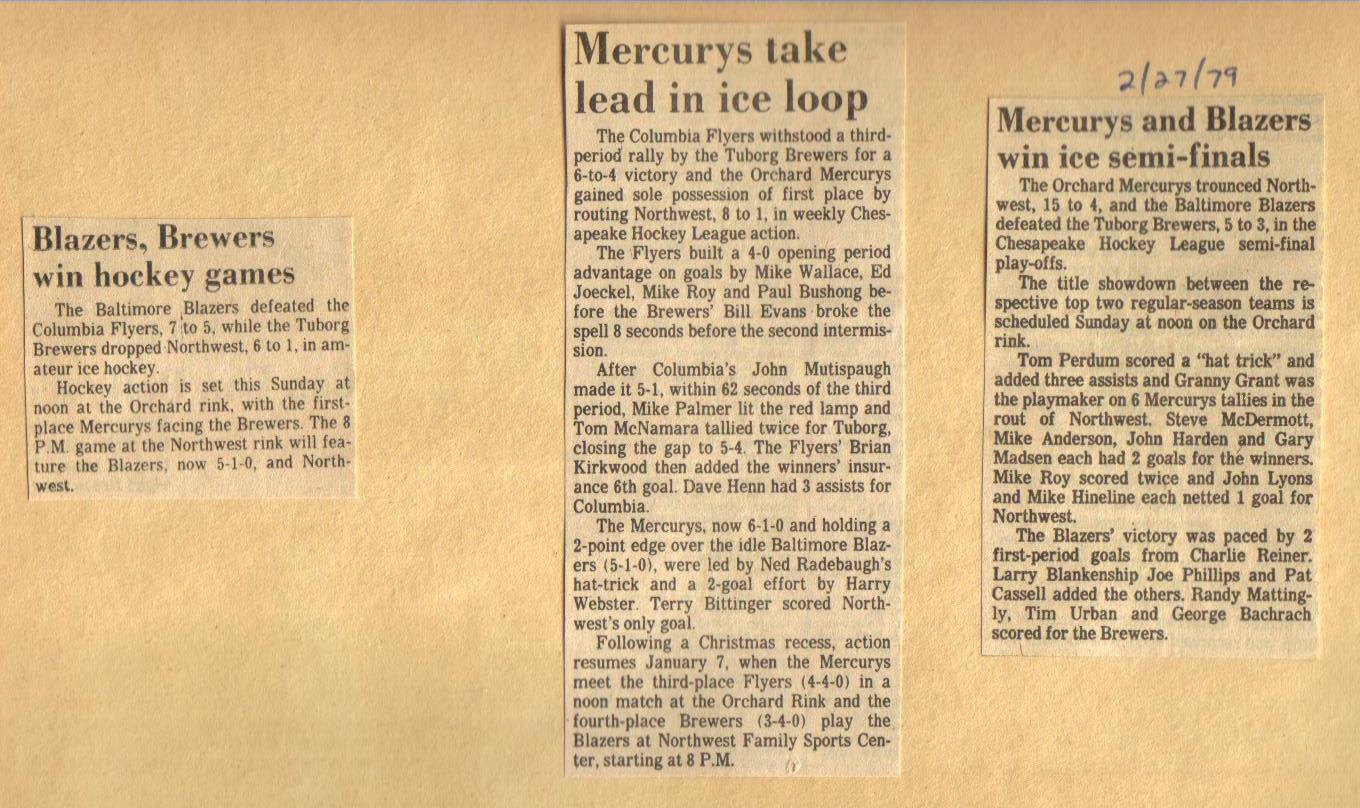 Blazers, Brewers
win hockey games
The Baltimore Blazers defeated the
Columbia Flyers, 7 to 5, while the Tuborg
Brewers dropped Northwest, 6 to 1, in am-
ateur ice hockey.
Hockey action is set this Sunday at
noon at the Orchard rink, with the first-
place Mercurys facing the Brewers. The 8
P.M. game at the Northwest rink will fea-
ture the Blazers, now 5-1-0, and North-
west.
Mercurys take
lead in ice loop
The Columbia Flyers withstood a third-
period rally by the Tuborg Brewers for a
6-to-4 victory and the Orchard Mercurys
gained sole possession of first place by
routing Northwest, 8 to 1, in weekly Ches-
apeake Hockey League action.
The Flyers built a 4-0 opening period
advantage on goals by Mike Wallace, Ed
Joeckel, Mike Roy and Paul Bushong be-
fore the Brewers' Bill Evans broke the
spell 8 seconds before the second intermis-
sion.
After Columbia's John Mutispaugh
made it 5-1, within 62 seconds of the third
period, Mike Palmer lit the red lamp and
Tom McNamara tallied twice for Tuborg,
closing the gap to 5-4. The Flyers' Brian
Kirkwood then added the winners' insur-
ance 6th goal. Dave Henn had 3 assists for
Columbia.
The Mercurys, now 6-1-0 and holding a
2-point edge over the idle Baltimore Blaz-
ers (5-1-0), were led by Ned Radebaugh's
hat-trick and a 2-goal effort by Harry
Webster. Terry Bittinger scored North-
west's only goal.
Following a Christmas recess, action
resumes January 7, when the Mercurys
meet the third-place Flyers (4-4-0) in a
noon match at the Orchard Rink and the
fourth-place Brewers (3-4-0) play the
Blazers at Northwest Family Sports Cen-
ter, starting at 8 P.M.
2/27/79
Mercurys and Blazers
win ice semi-finals
The Orchard Mercurys trounced North-
west, 15 to 4, and the Baltimore Blazers
defeated the Tuborg Brewers, 5 to 3, in the
Chesapeake Hockey League semi-final
play-offs.
The title showdown between the re-
spective top two regular-season teams is
scheduled Sunday at noon on the Orchard
rink.
Tom Perdum scored a "hat trick" and
added three assists and Granny Grant was
the playmaker on 6 Mercurys tallies in the
rout of Northwest. Steve McDermott,
Mike Anderson, John Harden and Gary
Madsen each had 2 goals for the winners.
Mike Roy scored twice and John Lyons
and Mike Hineline each netted 1 goal for
Northwest.
The Blazers' victory was paced by 2
first-period goals from Charlie Reiner.
Larry Blankenship Joe Phillips and Pat
Cassell added the others. Randy Matting-
ly, Tim Urban and George Bachrach
scored for the Brewers.